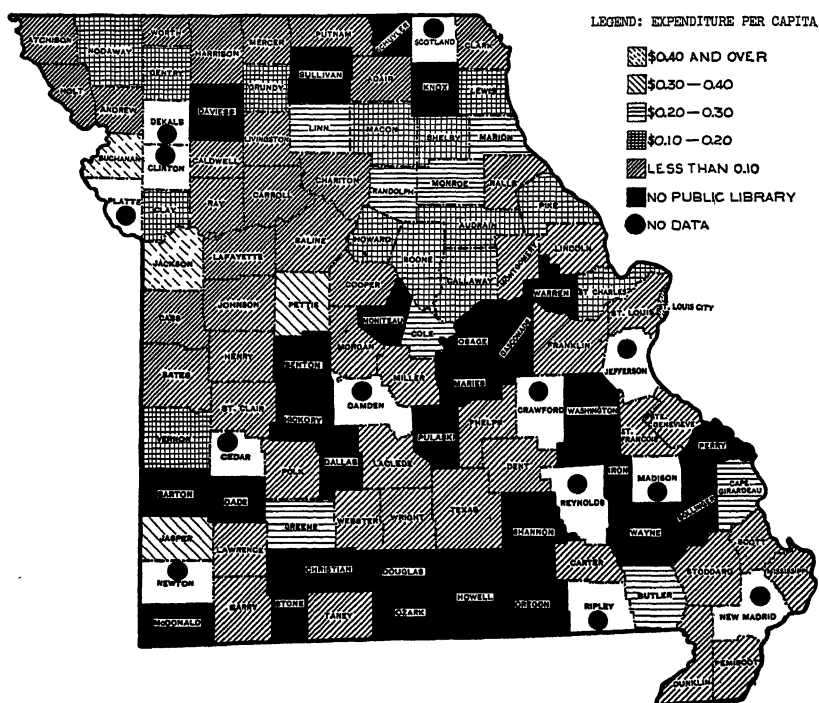 LEGEND: EXPENDITURE PER CAPITA
$0.40 AND OVER
$0.30 — 0.40
$0.20 — 0.30
$0.10 — 0.20
LESS THAN 0.10
NO PUBLIC LIBRARY
NO DATA
ATCHISON
NODAWAY
WORTH
HARRISON
MERCER
PUTNAM
SCHUYLER
SCOTLAND
CLARK
HOLT
ANDREW
GENTRY
GRUNDY
SULLIVAN
ADAIR
KNOX
LEWIS
DEKALB
DAVIESS
LIVINGSTON
LINN
MACON
SHELBY
MARION
BUCHANAN
CLINTON
CALDWELL
CHARITON
RANDOLPH
MONROE
RALLS
PLATTE
CLAY
RAY
CARROLL
PIKE
JACKSON
LAFAYETTE
SALINE
HOWARD
BOONE
AUDRAIN
CALLAWAY
MONTGOMERY
LINCOLN
CASS
JOHNSON
PETTIS
COOPER
MONITEAU
COLE
OSAGE
GASCONADE
WARREN
ST CHARLES
ST. LOUIS
ST. LOUIS CITY
BATES
HENRY
BENTON
MORGAN
MILLER
MARIES
FRANKLIN
JEFFERSON
VERNON
ST. CLAIR
HICKORY
CAMDEN
PULASKI
PHELPS
CRAWFORD
WASHINGTON
ST. FRANCOIS
STE. GENEVIEVE
PERRY
CEDAR
POLK
DALLAS
LACLEDE
DENT
IRON
MADISON
BOLLINGER
CAPE GIRARDEAU
BARTON
DADE
GREENE
WEBSTER
WRIGHT
TEXAS
SHANNON
REYNOLDS
WAYNE
SCOTT
JASPER
LAWRENCE
CHRISTIAN
DOUGLAS
HOWELL
OREGON
CARTER
BUTLER
STODDARD
MISSISSIPPI
NEWTON
McDONALD
BARRY
STONE
TANEY
OZARK
RIPLEY
NEW MADRID
DUNKLIN
PEMISCOT